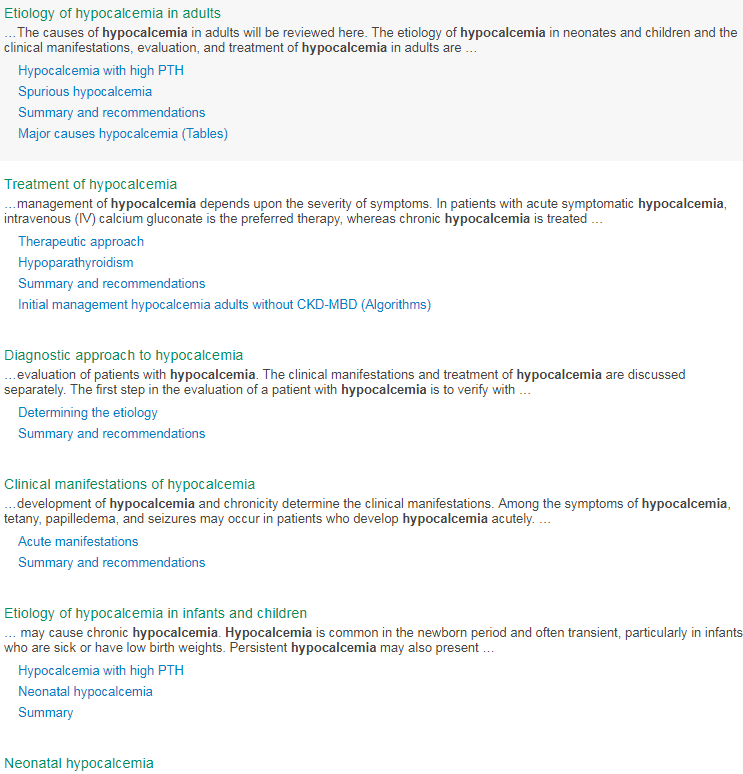 Etiology of hypocalcemia in adults
…The causes of hypocalcemia in adults will be reviewed here. The etiology of hypocalcemia in neonates and children and the
clinical manifestations, evaluation, and treatment of hypocalcemia in adults are …
Hypocalcemia with high PTH
Spurious hypocalcemia
Summary and recommendations
Major causes hypocalcemia (Tables)
Treatment of hypocalcemia
…management of hypocalcemia depends upon the severity of symptoms. In patients with acute symptomatic hypocalcemia,
intravenous (IV) calcium gluconate is the preferred therapy, whereas chronic hypocalcemia is treated …
Therapeutic approach
Hypoparathyroidism
Summary and recommendations
Initial management hypocalcemia adults without CKD-MBD (Algorithms)
Diagnostic approach to hypocalcemia
…evaluation of patients with hypocalcemia. The clinical manifestations and treatment of hypocalcemia are discussed
separately. The first step in the evaluation of a patient with hypocalcemia is to verify with …
Determining the etiology
Summary and recommendations
Clinical manifestations of hypocalcemia
…development of hypocalcemia and chronicity determine the clinical manifestations. Among the symptoms of hypocalcemia,
tetany, papilledema, and seizures may occur in patients who develop hypocalcemia acutely. …
Acute manifestations
Summary and recommendations
Etiology of hypocalcemia in infants and children
… may cause chronic hypocalcemia. Hypocalcemia is common in the newborn period and often transient, particularly in infants
who are sick or have low birth weights. Persistent hypocalcemia may also present …
Hypocalcemia with high PTH
Neonatal hypocalcemia
Summary
Neonatal hypocalcemia